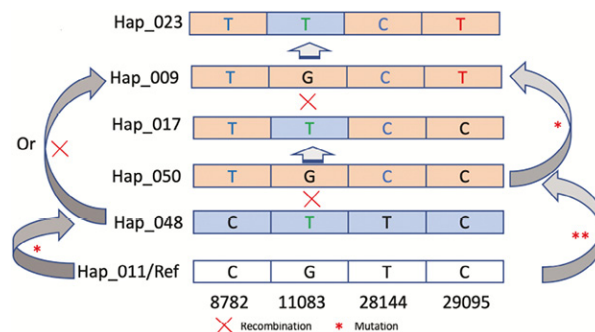 Hap_023 T T C T
Hap_009 T G C T
Hap_017 T T C C
Or
*
Hap_050 T G C C
Hap_048 C T T C
* **
Hap_011/Ref C G T C
8782 11083 28144 29095
Recombination * Mutation